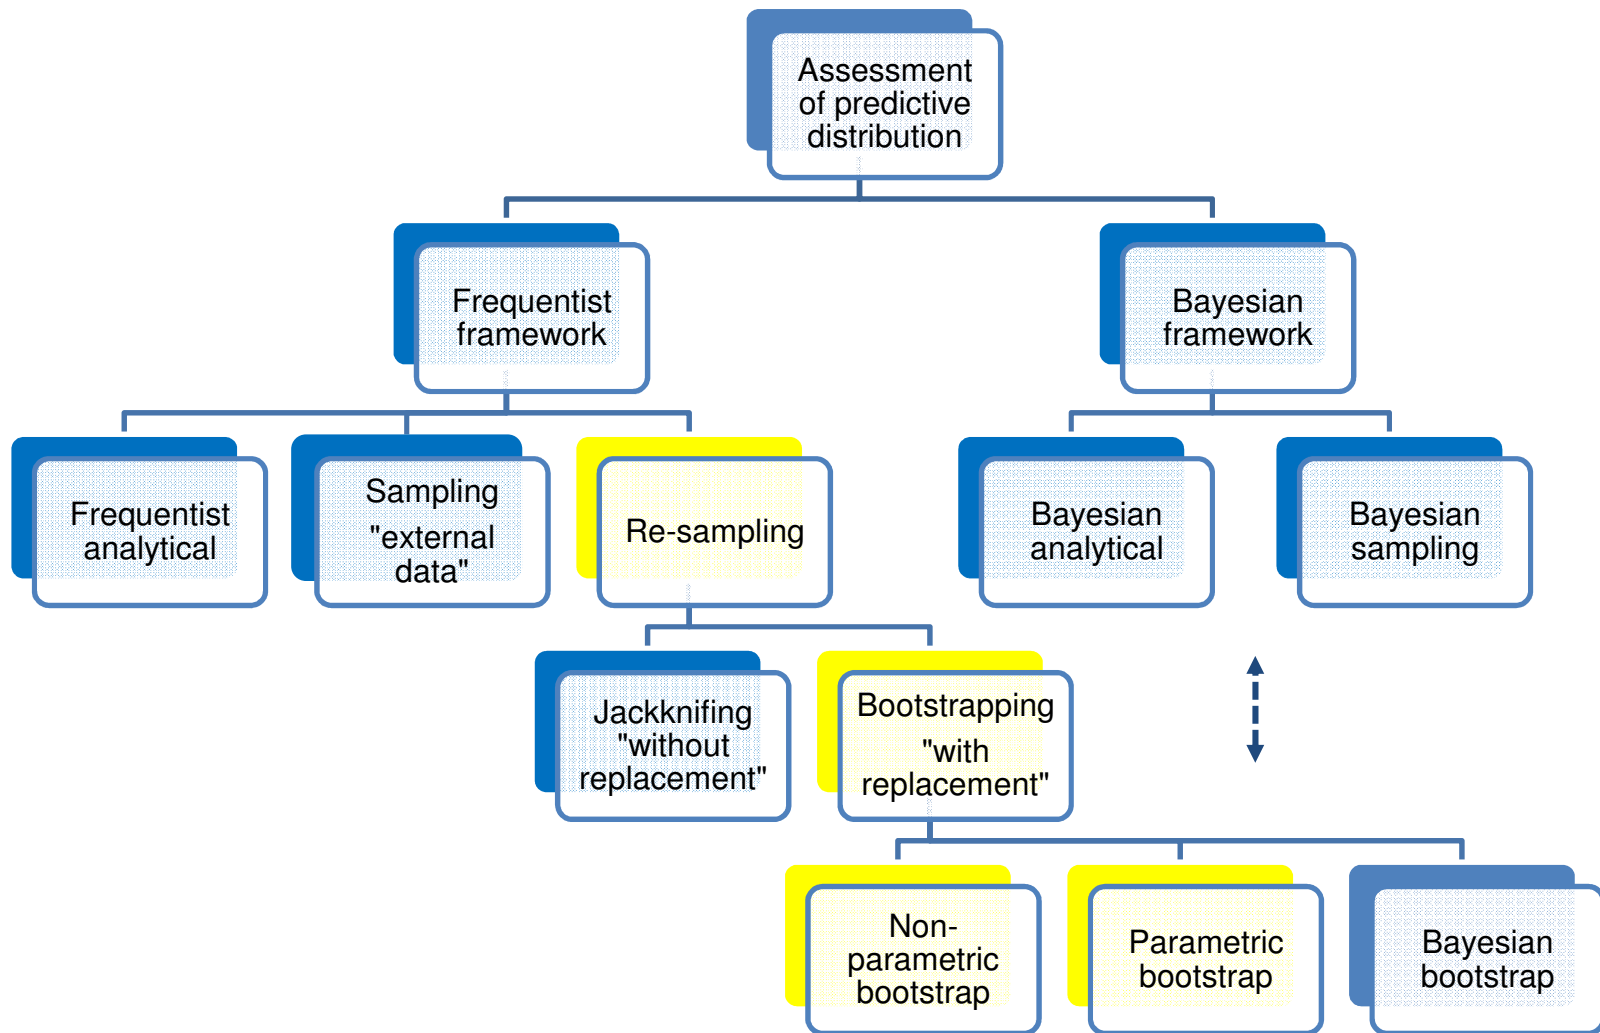 Assessment
of predictive
distribution
Frequentist
framework
Bayesian
framework
Frequentist
analytical
Sampling
"external
data"
Re-sampling
Bayesian
analytical
Bayesian
sampling
Jackknifing
"without
replacement"
Bootstrapping
"with
replacement"
Non-
parametric
bootstrap
Parametric
bootstrap
Bayesian
bootstrap